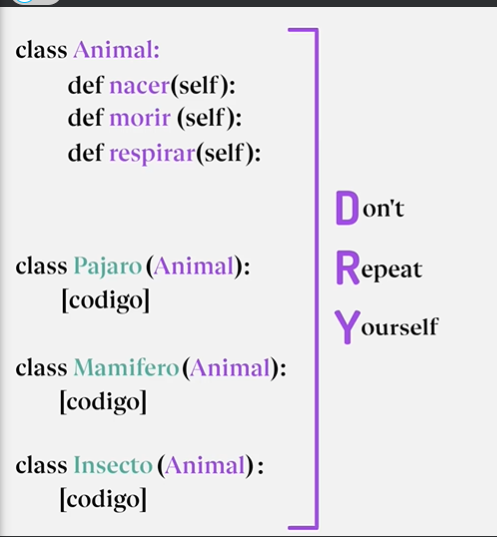 class Animal:
def nacer(self):
def morir (self):
def respirar(self):
class Pajaro (Animal):
[codigo]
class Mamifero (Animal):
[codigo]
class Insecto (Animal):
[codigo]
Don't
Repeat
Yourself